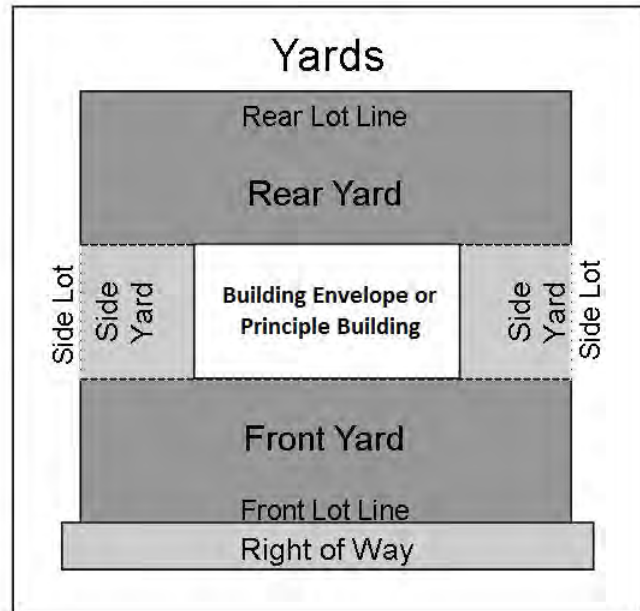 Yards
Rear Lot Line
Rear Yard
Side Lot
Side
Yard
Building Envelope or
Principle Building
Side
Yard
Side Lot
Front Yard
Front Lot Line
Right of Way